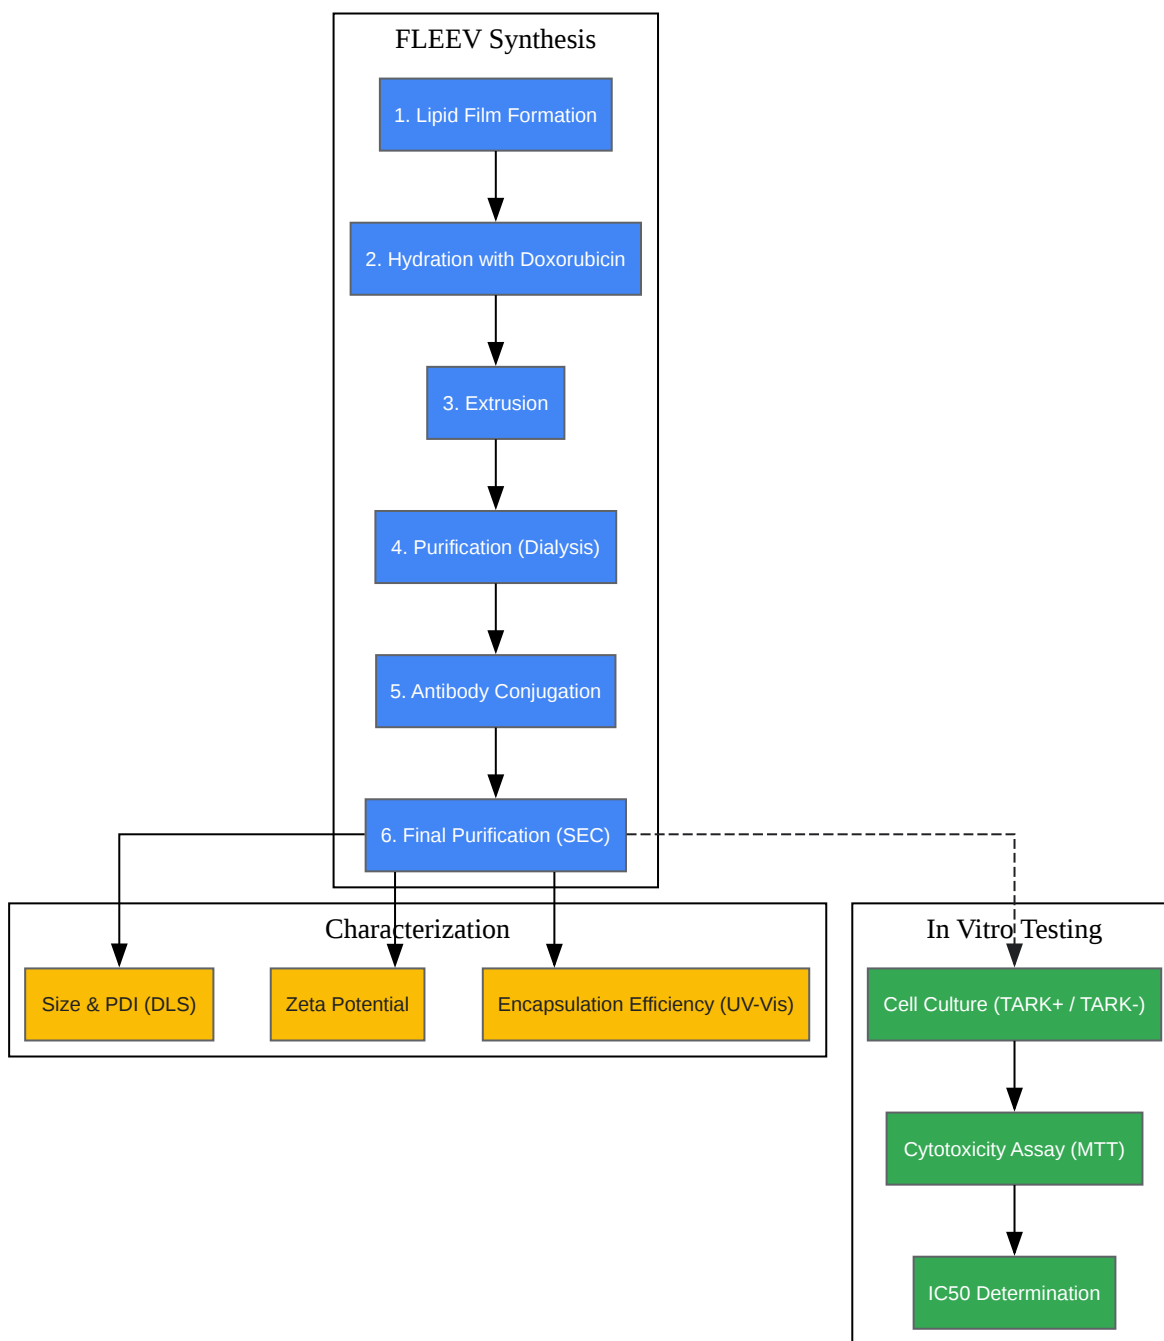 FLEEV Synthesis
1. Lipid Film Formation
2. Hydration with Doxorubicin
3. Extrusion
4. Purification (Dialysis)
5. Antibody Conjugation
6. Final Purification (SEC)
Characterization
Size & PDI (DLS)
Zeta Potential
Encapsulation Efficiency (UV-Vis)
In Vitro Testing
Cell Culture (TARK+ / TARK-)
Cytotoxicity Assay (MTT)
IC50 Determination